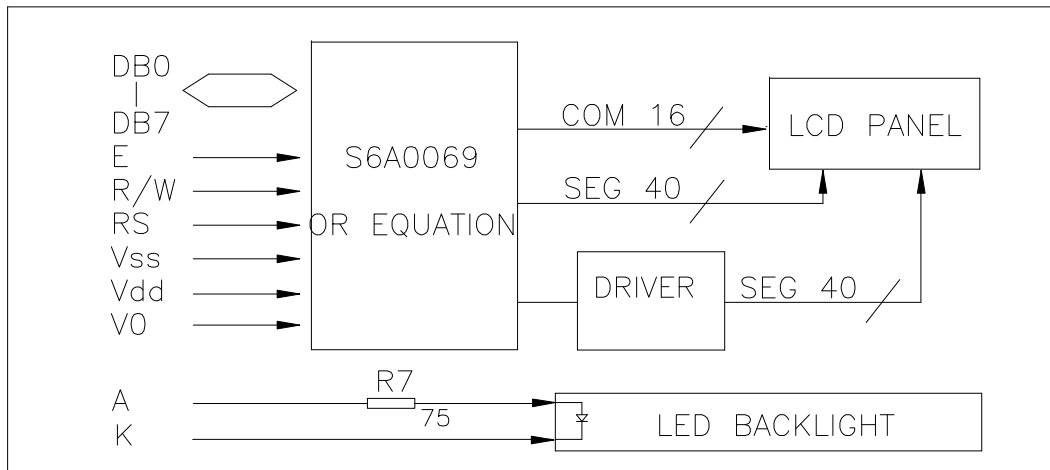 DB0
DB7
E
R/W
RS
Vss
Vdd
V0
S6A0069
OR EQUATION
COM 16
SEG 40
LCD PANEL
DRIVER
SEG 40
A
K
R7
75
LED BACKLIGHT